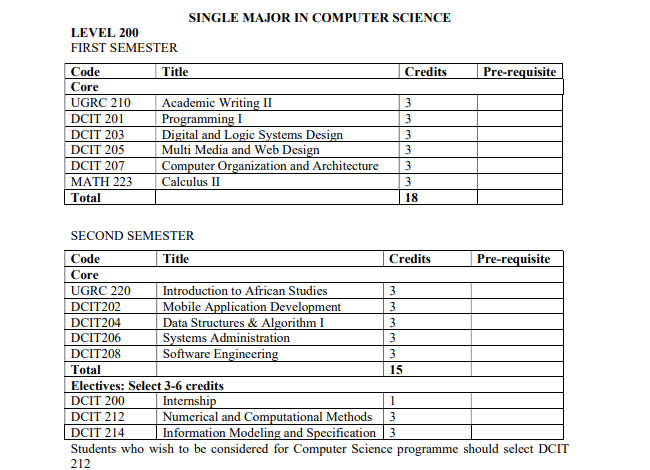 SINGLE MAJOR IN COMPUTER SCIENCE
LEVEL 200
FIRST SEMESTER
Code Title Credits Pre-requisite
Core
UGRC 210 Academic Writing II 3
DCIT 201 Programming I 3
DCIT 203 Digital and Logic Systems Design 3
DCIT 205 Multi Media and Web Design 3
DCIT 207 Computer Organization and Architecture 3
MATH 223 Calculus II 3
Total 18
SECOND SEMESTER
Code Title Credits Pre-requisite
Core
UGRC 220 Introduction to African Studies 3
DCIT202 Mobile Application Development 3
DCIT204 Data Structures & Algorithm I 3
DCIT206 Systems Administration 3
DCIT208 Software Engineering 3
Total 15
Electives: Select 3-6 credits
DCIT 200 Internship 1
DCIT 212 Numerical and Computational Methods 3
DCIT 214 Information Modeling and Specification 3
Students who wish to be considered for Computer Science programme should select DCIT
212